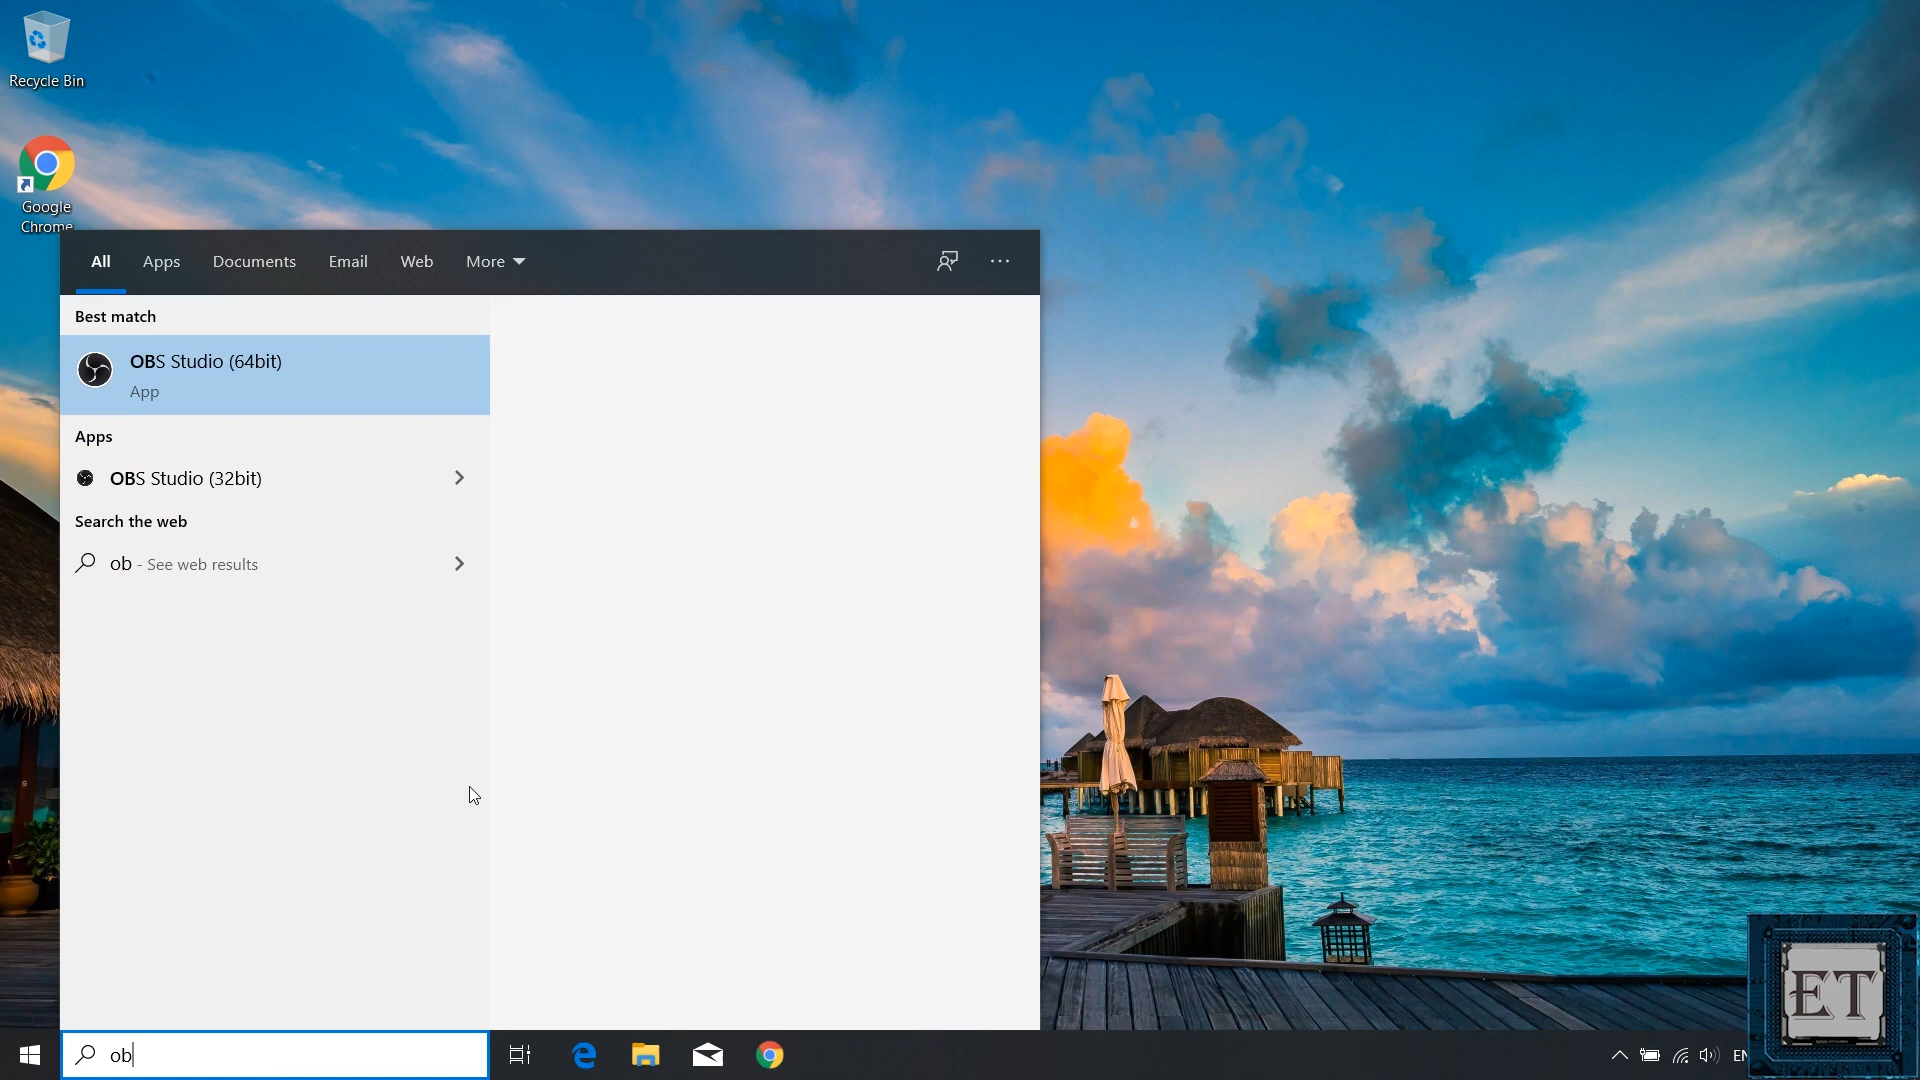 Recycle Bin
Google
Chrome
All Apps Documents Email Web More
Best match
OBS Studio (64bit)
App
Apps
OBS Studio (32bit)
Search the web
ob - See web results
ob
EN
ET